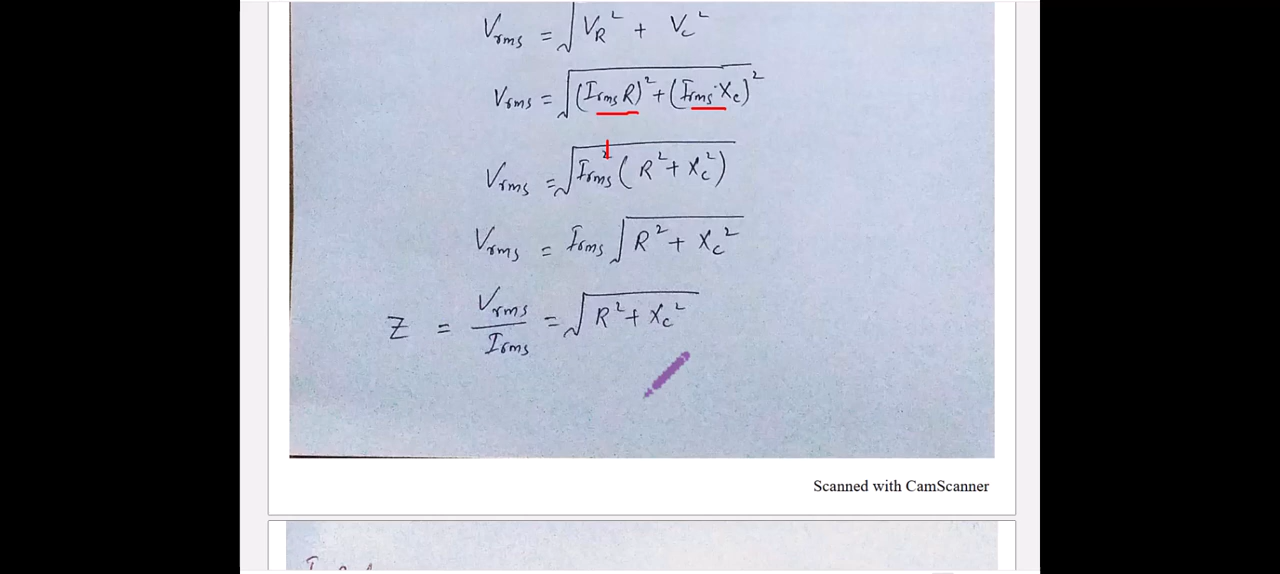 Vrms = √VR² + Vc²
Vrms = √(Irms R)² + (Irms · Xc)²
Vrms = √Irms² (R² + Xc²)
Vrms = Irms √R² + Xc²
Z = Vrms / Irms = √R² + Xc²
Scanned with CamScanner